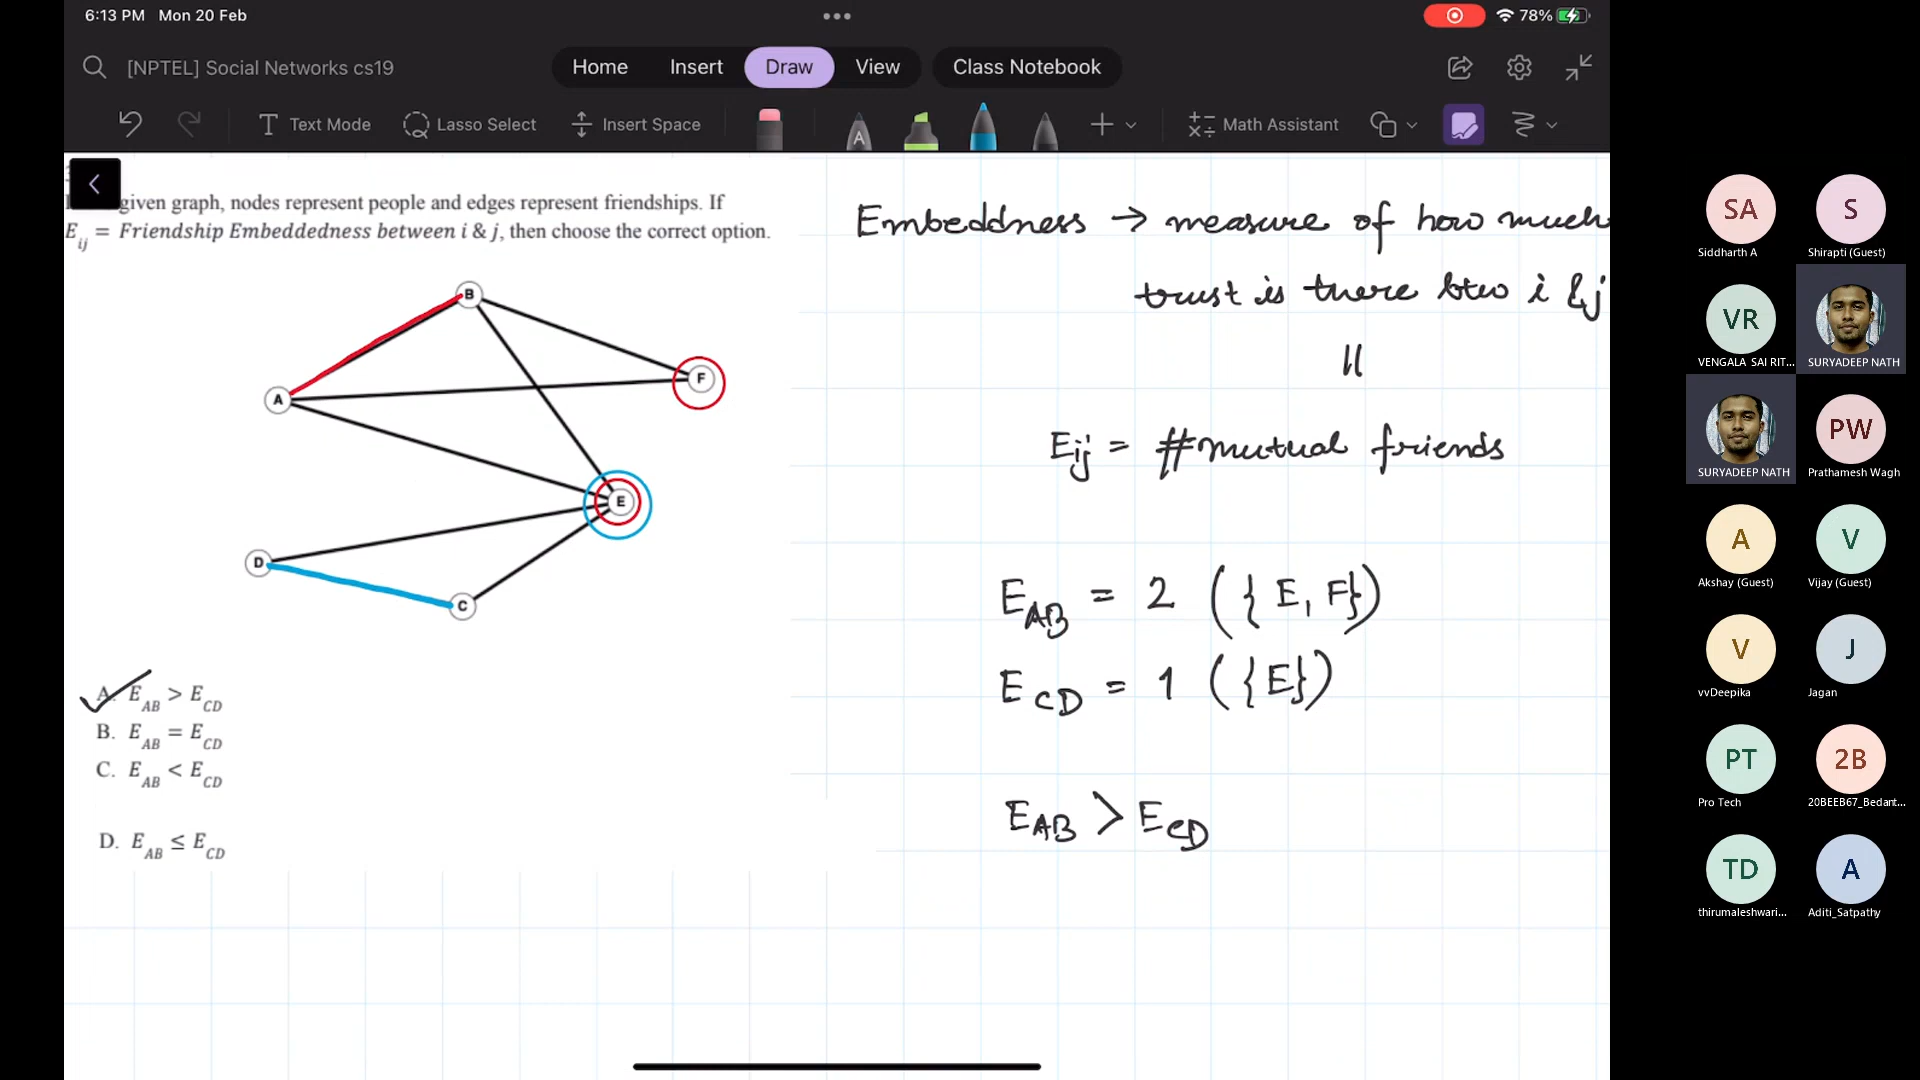 6:13 PM Mon 20 Feb
78%
[NPTEL] Social Networks cs19
Home Insert Draw View Class Notebook
Text Mode Lasso Select Insert Space A Math Assistant
given graph, nodes represent people and edges represent friendships. If
E_ij = Friendship Embeddedness between i & j, then choose the correct option.
B
F
A
E
D
C
A. E_AB > E_CD
B. E_AB = E_CD
C. E_AB < E_CD
D. E_AB ≤ E_CD
Embeddness → measure of how much
trust is there btw i & j
Eij = #mutual friends
E_AB = 2 ({E, F})
E_CD = 1 ({E})
E_AB > E_CD
SA S
Siddharth A Shirapti (Guest)
VR
VENGALA SAI RIT... SURYADEEP NATH
PW
SURYADEEP NATH Prathamesh Wagh
A V
Akshay (Guest) Vijay (Guest)
V J
vvDeepika Jagan
PT 2B
Pro Tech 20BEEB67_Bedant...
TD A
thirumaleshwari... Aditi_Satpathy